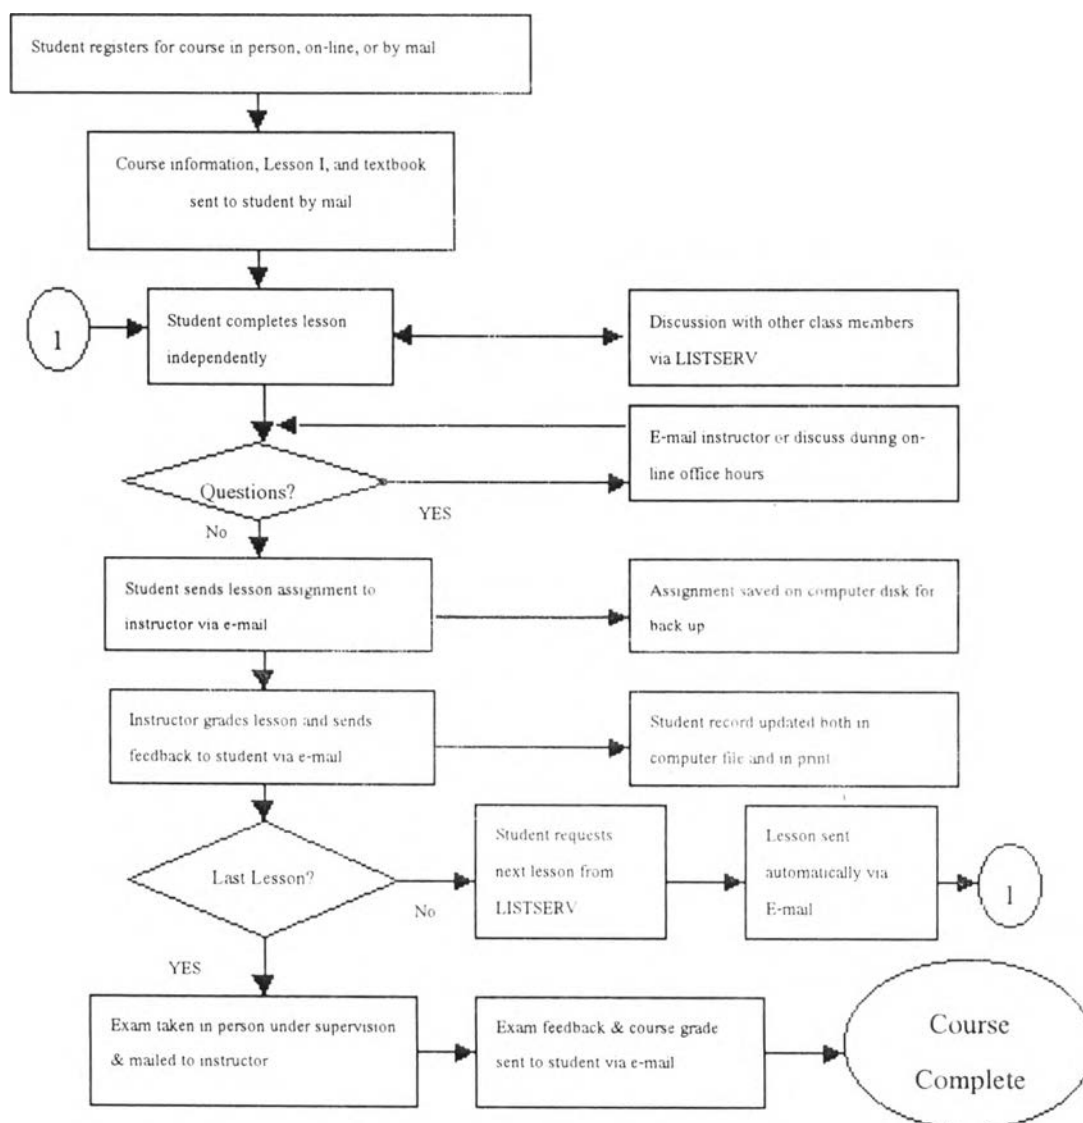 Student registers for course in person, on-line, or by mail
Course information, Lesson I, and textbook
sent to student by mail
1
Student completes lesson
independently
Discussion with other class members
via LISTSERV
E-mail instructor or discuss during on-
line office hours
Questions?
YES
No
Student sends lesson assignment to
instructor via e-mail
Assignment saved on computer disk for
back up
Instructor grades lesson and sends
feedback to student via e-mail
Student record updated both in
computer file and in print
Last Lesson?
No
Student requests
next lesson from
LISTSERV
Lesson sent
automatically via
E-mail
1
YES
Exam taken in person under supervision
& mailed to instructor
Exam feedback & course grade
sent to student via e-mail
Course
Complete